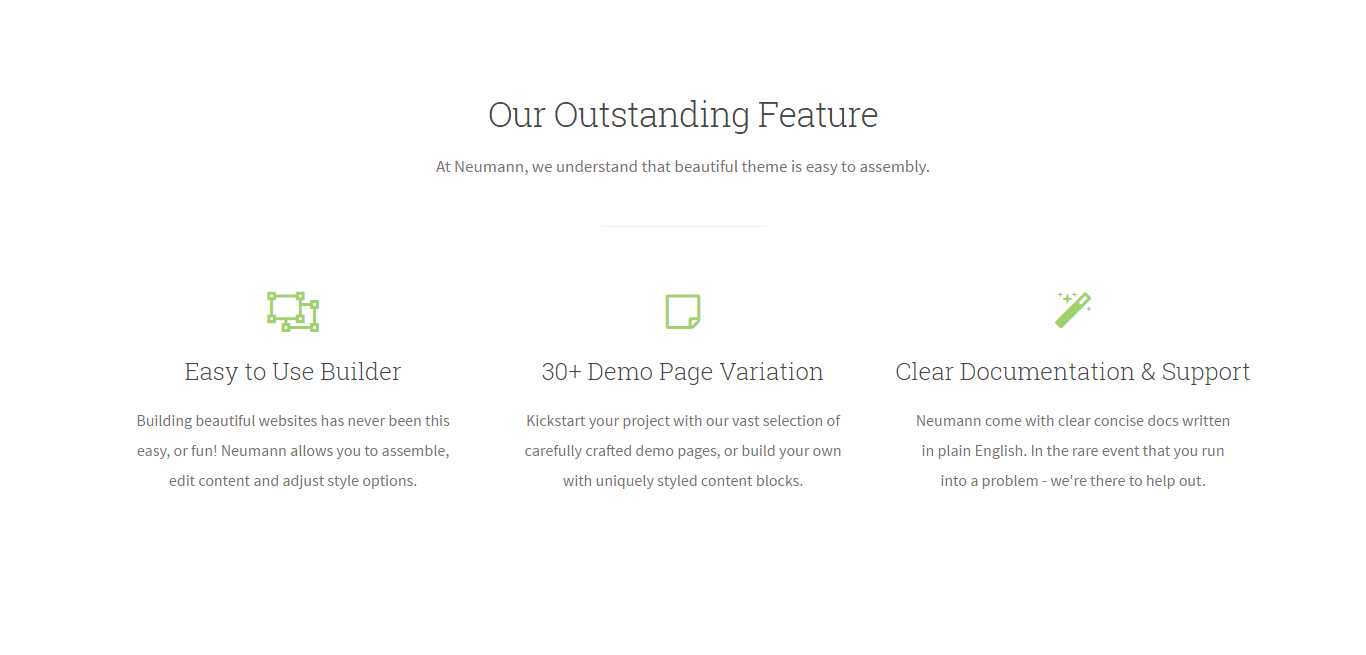 Our Outstanding Feature
At Neumann, we understand that beautiful theme is easy to assembly.
Easy to Use Builder
Building beautiful websites has never been this
easy, or fun! Neumann allows you to assemble,
edit content and adjust style options.
30+ Demo Page Variation
Kickstart your project with our vast selection of
carefully crafted demo pages, or build your own
with uniquely styled content blocks.
Clear Documentation & Support
Neumann come with clear concise docs written
in plain English. In the rare event that you run
into a problem - we're there to help out.